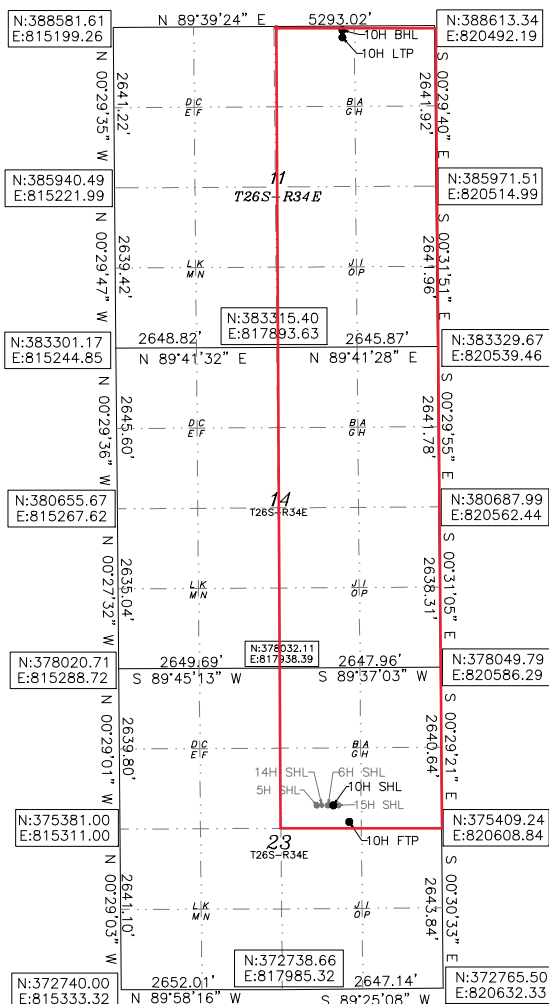 N:388581.61
E:815199.26
N 89°39'24" E 5293.02'
N:388613.34
E:820492.19
10H BHL
10H LTP
N 00°29'35" W
2641.22'
D C
E F
B A
G H
2641.92'
S 00°29'40" E
N:385940.49
E:815221.99
11
T26S-R34E
N:385971.51
E:820514.99
N 00°29'47" W
2639.42'
L K
M N
J I
O P
2641.96'
S 00°31'51" E
N:383315.40
E:817893.63
N:383301.17
E:815244.85
2648.82'
N 89°41'32" E
2645.87'
N 89°41'28" E
N:383329.67
E:820539.46
N 00°29'36" W
2645.60'
D C
E F
B A
G H
2641.78'
S 00°29'55" E
N:380655.67
E:815267.62
14
T26S-R34E
N:380687.99
E:820562.44
N 00°27'32" W
2635.04'
L K
M N
J I
O P
2638.31'
S 00°31'05" E
N:378032.11
E:817938.39
N:378020.71
E:815288.72
2649.69'
S 89°45'13" W
2647.96'
S 89°37'03" W
N:378049.79
E:820586.29
N 00°29'01" W
2639.80'
D C
E F
B A
G H
2640.64'
S 00°29'21" E
14H SHL
6H SHL
5H SHL
10H SHL
15H SHL
N:375381.00
E:815311.00
23
T26S-R34E
10H FTP
N:375409.24
E:820608.84
N 00°29'03" W
2641.10'
L K
M N
J I
O P
2643.84'
S 00°30'33" E
N:372738.66
E:817985.32
N:372740.00
E:815333.32
2652.01'
N 89°58'16" W
2647.14'
S 89°25'08" W
N:372765.50
E:820632.33